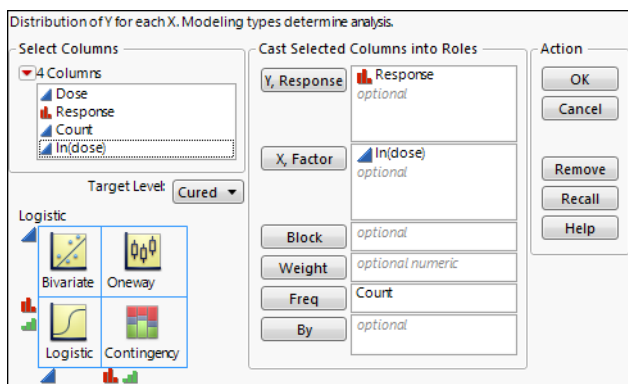 Distribution of Y for each X. Modeling types determine analysis.
Select Columns
4 Columns
Dose
Response
Count
In(dose)
Target Level: Cured
Logistic
Bivariate Oneway
Logistic Contingency
Cast Selected Columns into Roles
Y, Response Response
optional
X, Factor In(dose)
optional
Block optional
Weight optional numeric
Freq Count
By optional
Action
OK
Cancel
Remove
Recall
Help